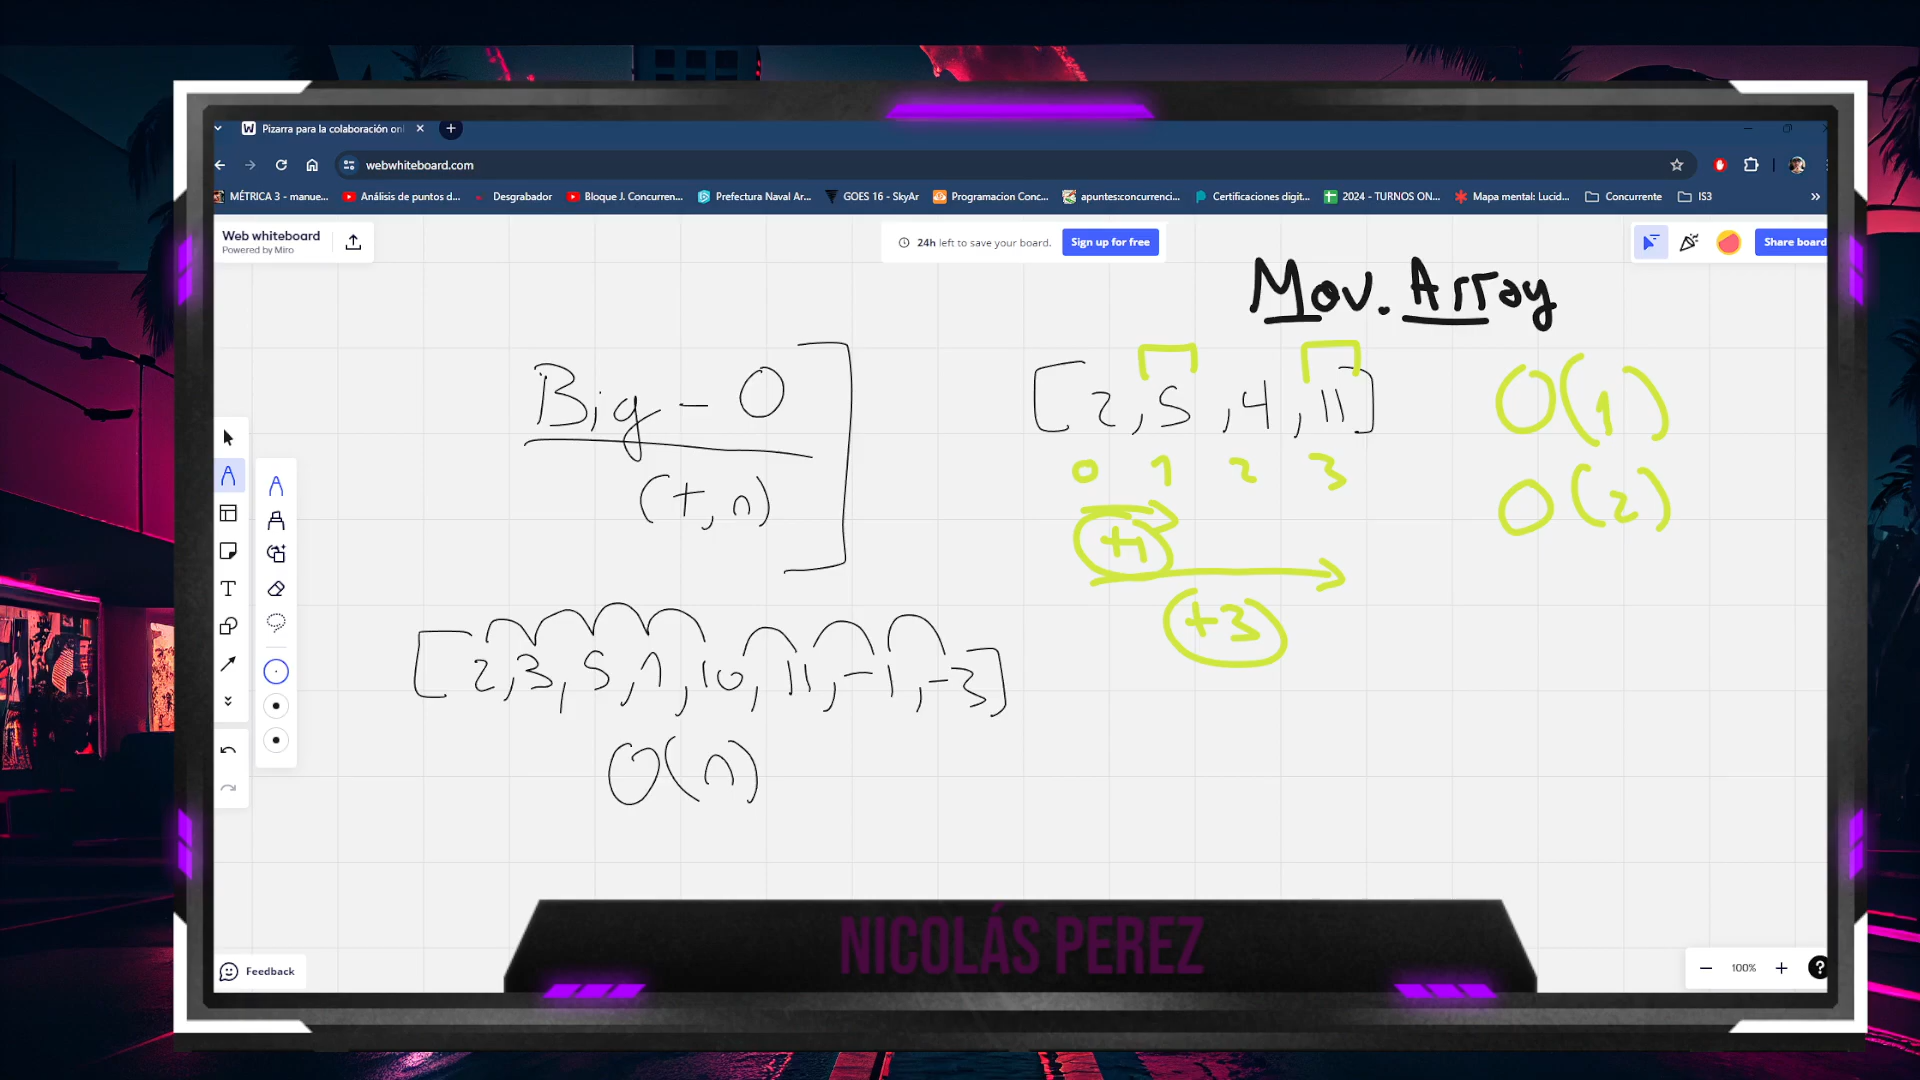 Pizarra para la colaboración onl
webwhiteboard.com
MÉTRICA 3 - manue...
Análisis de puntos d...
Desgrabador
Bloque J. Concurren...
Prefectura Naval Ar...
GOES 16 - SkyAr
Programacion Conc...
apuntes:concurrenci...
Certificaciones digit...
2024 - TURNOS ON...
Mapa mental: Lucid...
Concurrente
IS3
»
Web whiteboard
Powered by Miro
24h left to save your board.
Sign up for free
Share board
Mov. Array
Big - O
(t, n)
[2, 5, 4, 11]
0 1 2 3
+1
+3
O(1)
O(2)
[2, 3, 5, 1, 10, 11, -1, -3]
O(n)
NICOLÁS PEREZ
Feedback
100%
?